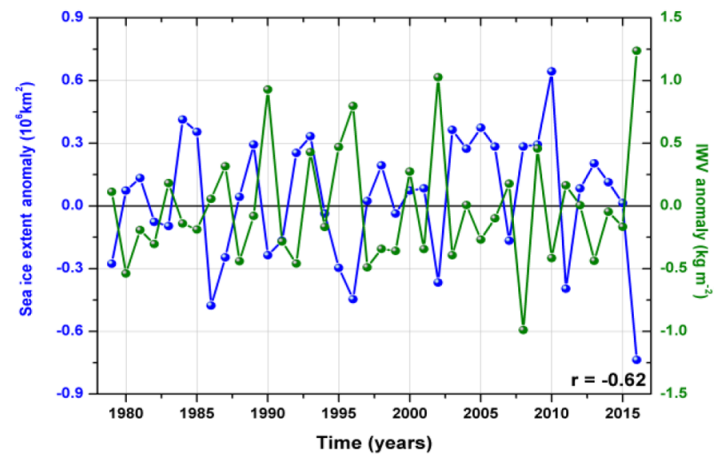 0.9
0.6
0.3
0.0
-0.3
-0.6
-0.9
Sea ice extent anomaly (10⁶km²)
1.5
1.0
0.5
0.0
-0.5
-1.0
-1.5
IWV anomaly (kg m⁻²)
r = -0.62
1980 1985 1990 1995 2000 2005 2010 2015
Time (years)